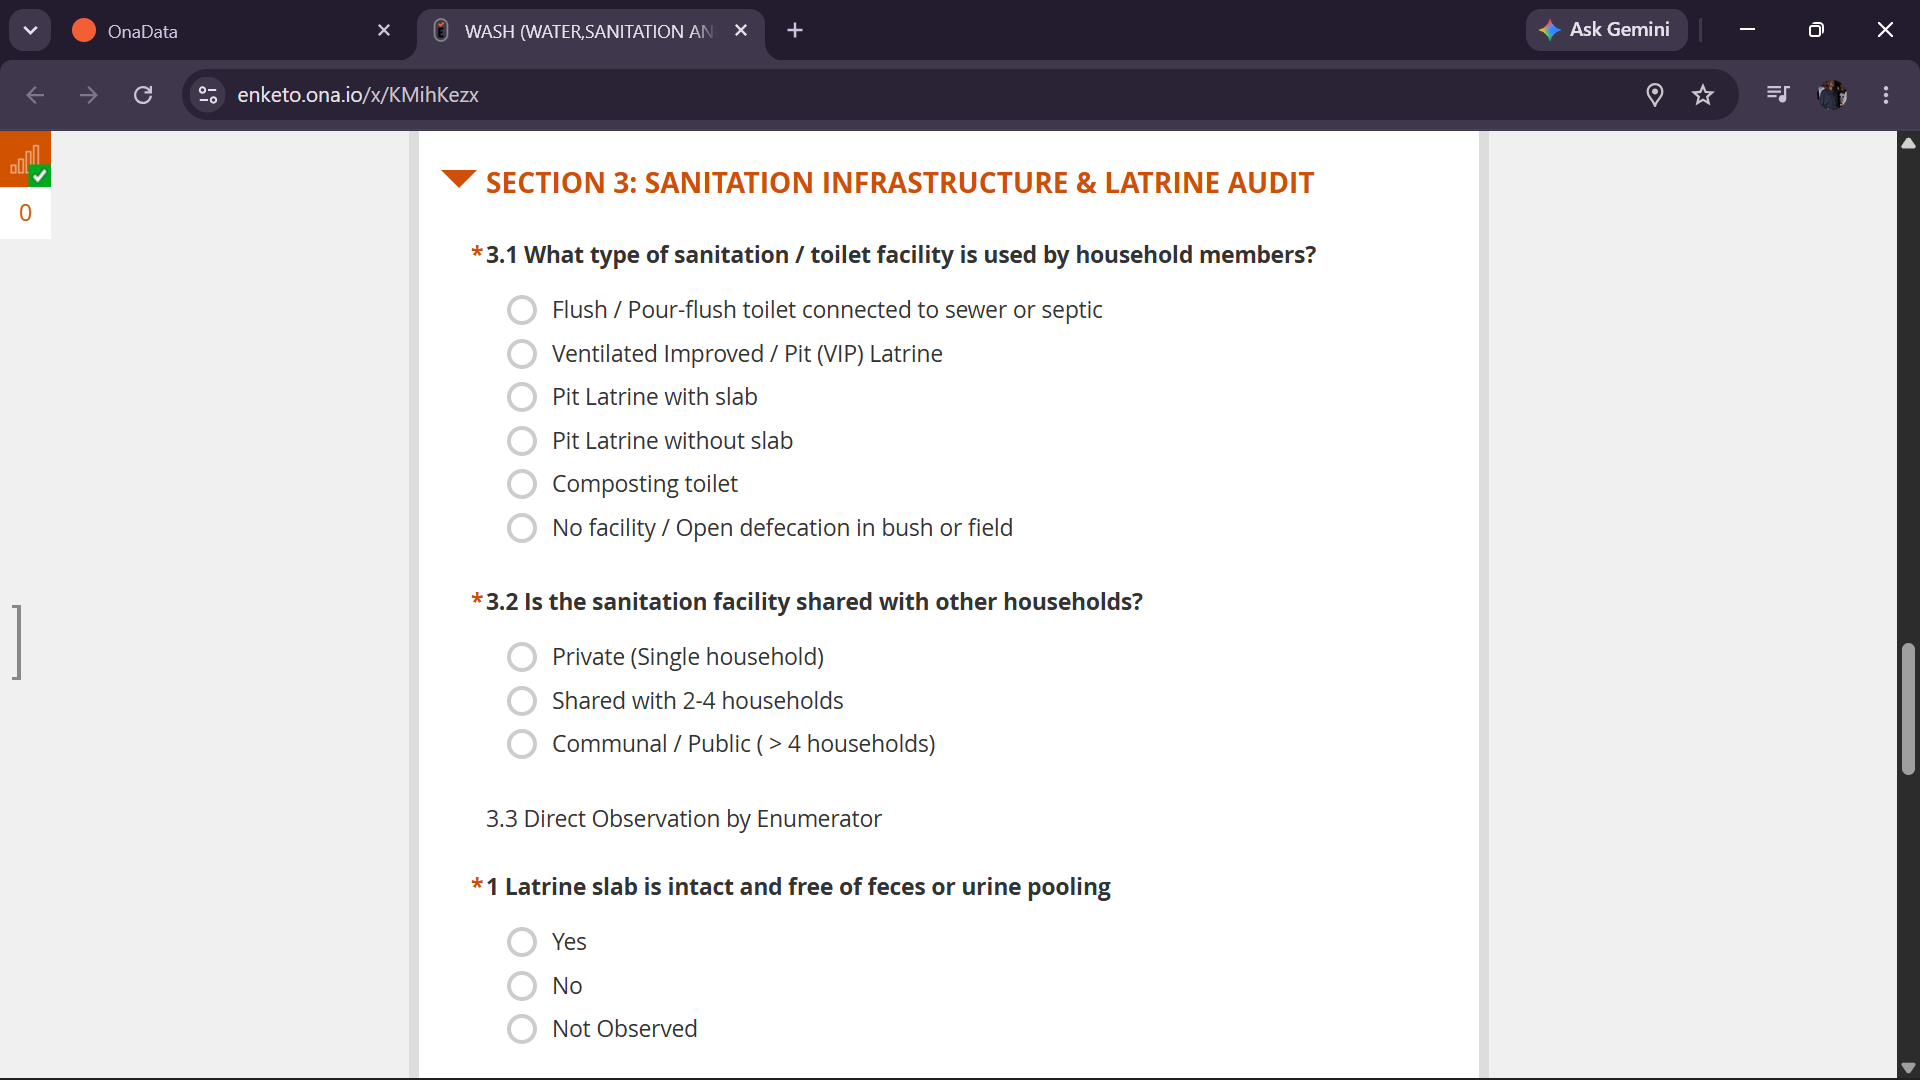 OnaData
WASH (WATER,SANITATION AN
Ask Gemini
enketo.ona.io/x/KMihKezx
0
SECTION 3: SANITATION INFRASTRUCTURE & LATRINE AUDIT
*3.1 What type of sanitation / toilet facility is used by household members?
Flush / Pour-flush toilet connected to sewer or septic
Ventilated Improved / Pit (VIP) Latrine
Pit Latrine with slab
Pit Latrine without slab
Composting toilet
No facility / Open defecation in bush or field
*3.2 Is the sanitation facility shared with other households?
Private (Single household)
Shared with 2-4 households
Communal / Public ( > 4 households)
3.3 Direct Observation by Enumerator
*1 Latrine slab is intact and free of feces or urine pooling
Yes
No
Not Observed